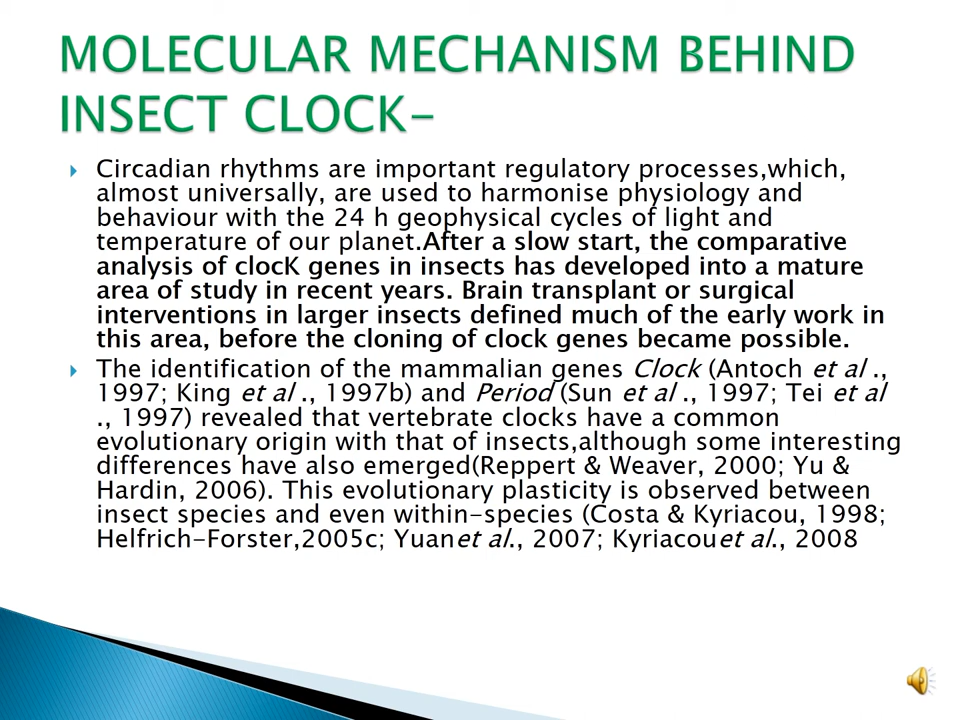 MOLECULAR MECHANISM BEHIND
INSECT CLOCK-
Circadian rhythms are important regulatory processes,which,
almost universally, are used to harmonise physiology and
behaviour with the 24 h geophysical cycles of light and
temperature of our planet.After a slow start, the comparative
analysis of clocK genes in insects has developed into a mature
area of study in recent years. Brain transplant or surgical
interventions in larger insects defined much of the early work in
this area, before the cloning of clock genes became possible.
The identification of the mammalian genes Clock (Antoch et al .,
1997; King et al ., 1997b) and Period (Sun et al ., 1997; Tei et al
., 1997) revealed that vertebrate clocks have a common
evolutionary origin with that of insects,although some interesting
differences have also emerged(Reppert & Weaver, 2000; Yu &
Hardin, 2006). This evolutionary plasticity is observed between
insect species and even within-species (Costa & Kyriacou, 1998;
Helfrich-Forster,2005c; Yuanet al., 2007; Kyriacouet al., 2008